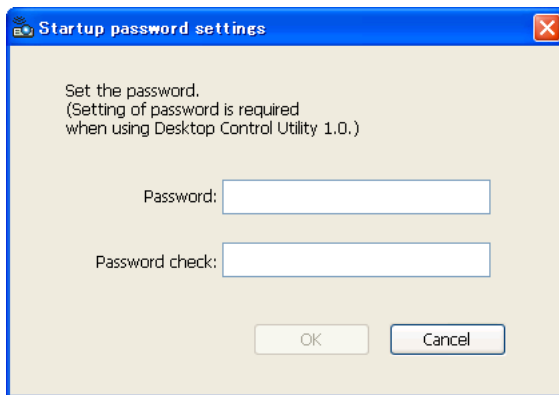 Startup password settings
Set the password.
(Setting of password is required
when using Desktop Control Utility 1.0.)
Password:
Password check:
OK
Cancel